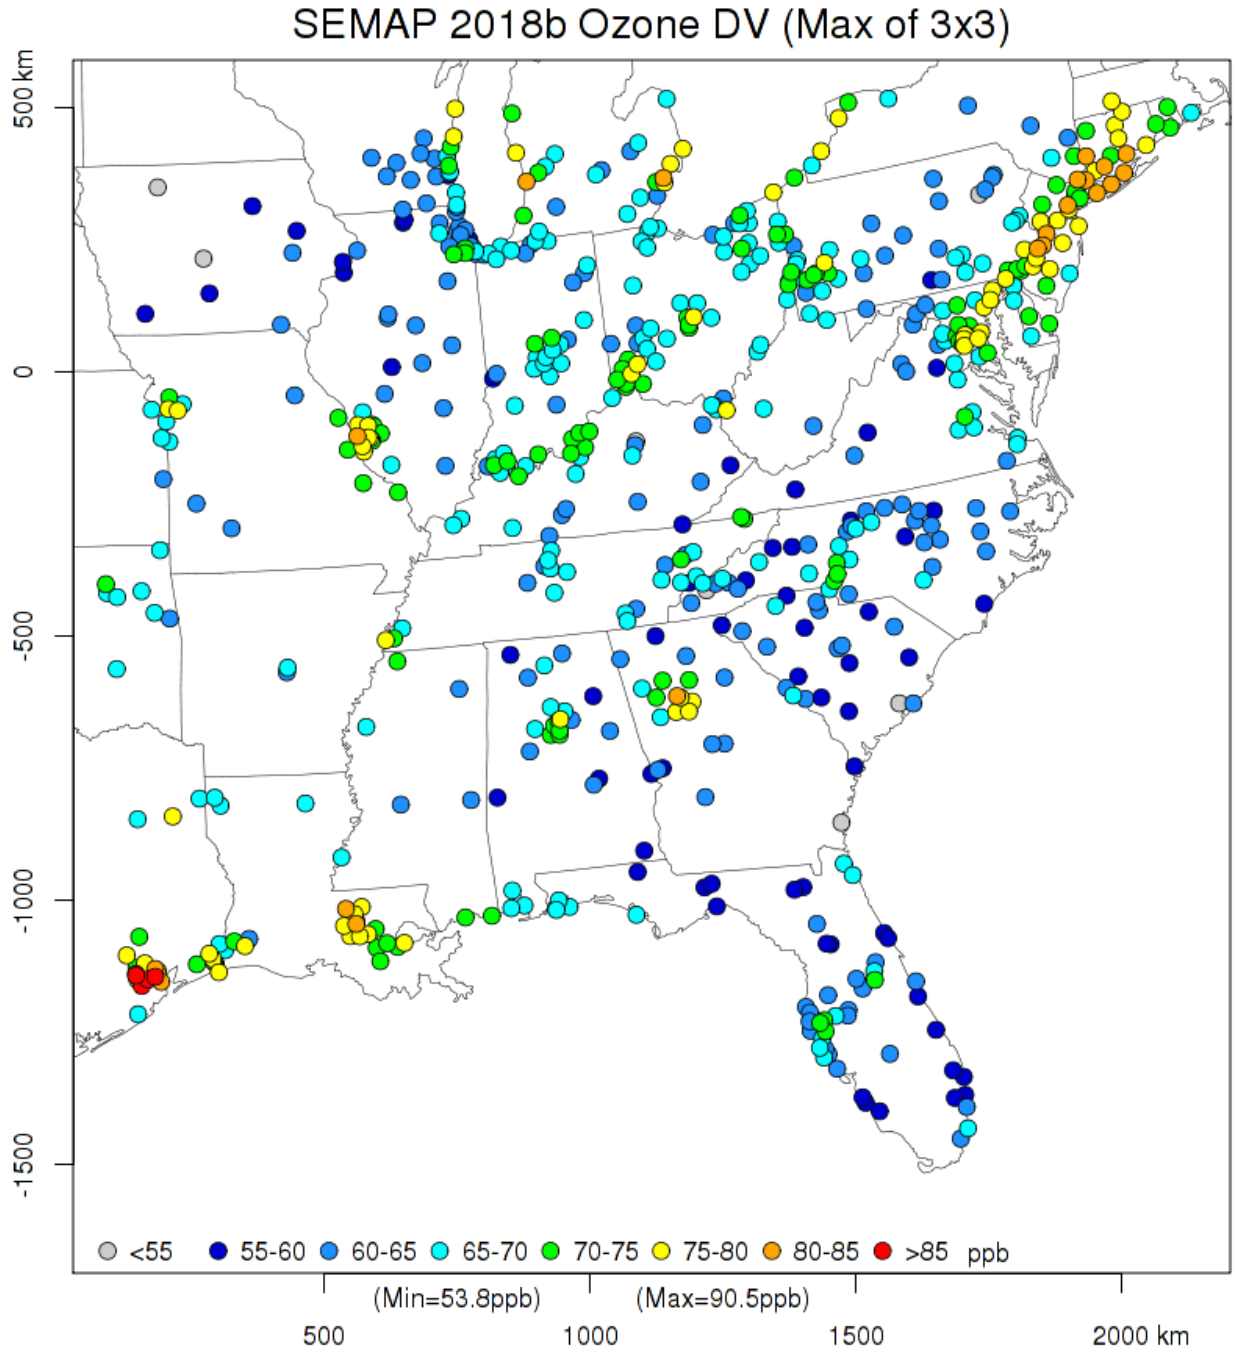 SEMAP 2018b Ozone DV (Max of 3x3)
500 km
0
-500
-1000
-1500
<55 55-60 60-65 65-70 70-75 75-80 80-85 >85 ppb
(Min=53.8ppb) (Max=90.5ppb)
500 1000 1500 2000 km